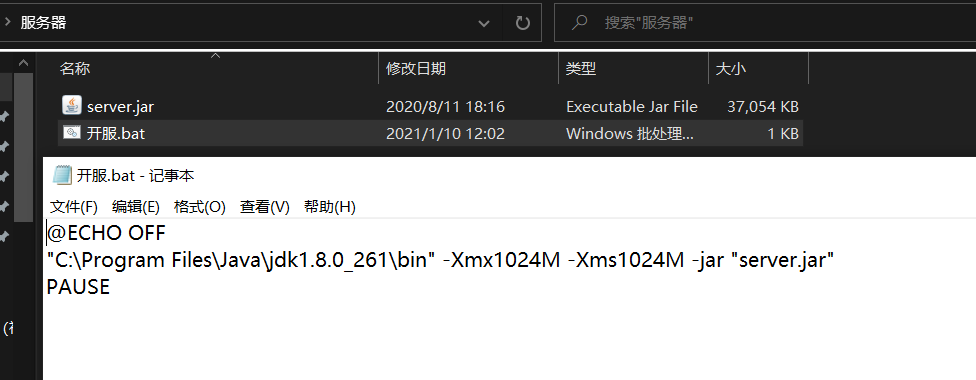 服务器
搜索"服务器"
名称 修改日期 类型 大小
server.jar 2020/8/11 18:16 Executable Jar File 37,054 KB
开服.bat 2021/1/10 12:02 Windows 批处理... 1 KB
开服.bat - 记事本
文件(F) 编辑(E) 格式(O) 查看(V) 帮助(H)
@ECHO OFF
"C:\Program Files\Java\jdk1.8.0_261\bin" -Xmx1024M -Xms1024M -jar "server.jar"
PAUSE